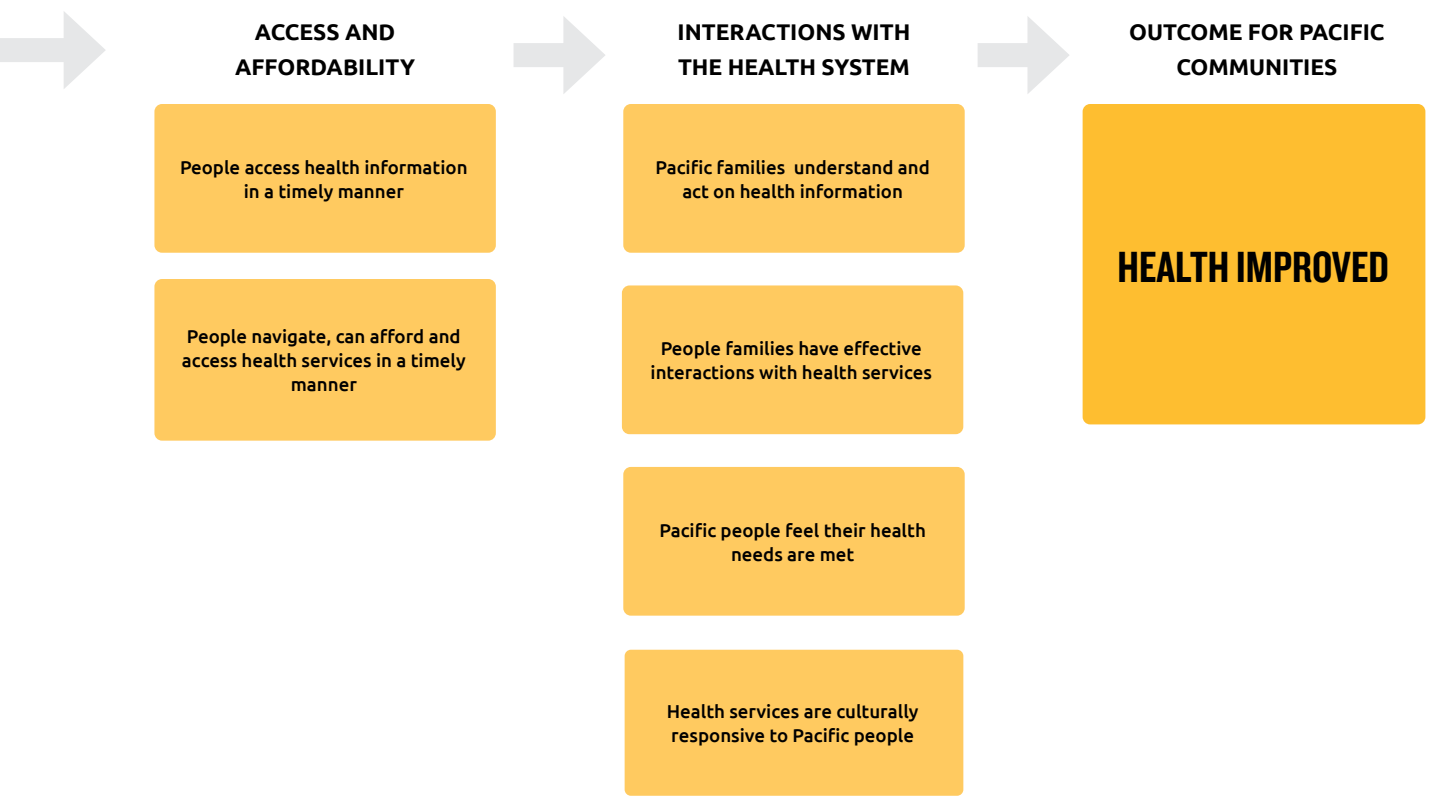 ACCESS AND
AFFORDABILITY
People access health information
in a timely manner
People navigate, can afford and
access health services in a timely
manner
INTERACTIONS WITH
THE HEALTH SYSTEM
Pacific families  understand and
act on health information
People families have effective
interactions with health services
Pacific people feel their health
needs are met
Health services are culturally
responsive to Pacific people
OUTCOME FOR PACIFIC
COMMUNITIES
HEALTH IMPROVED